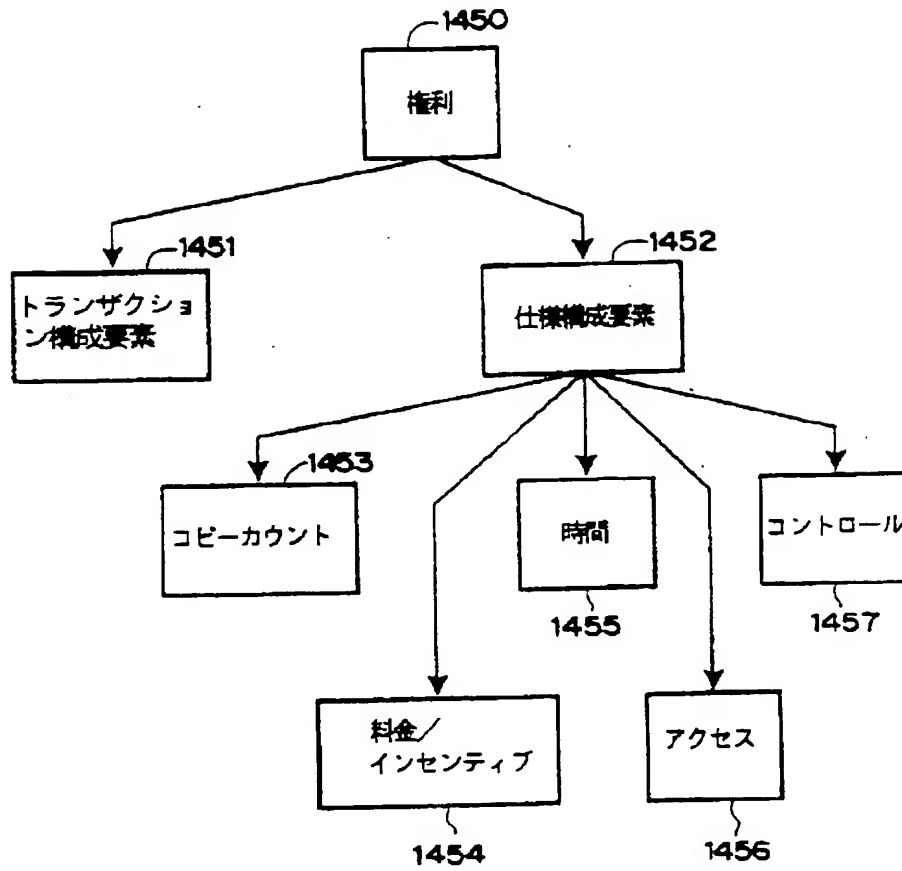 1450
権利
1451
トランザクショ
ン構成要素
1452
仕様構成要素
1453
コピーカウント
時間
1455
コントロール
1457
料金／
インセンティブ
1454
アクセス
1456